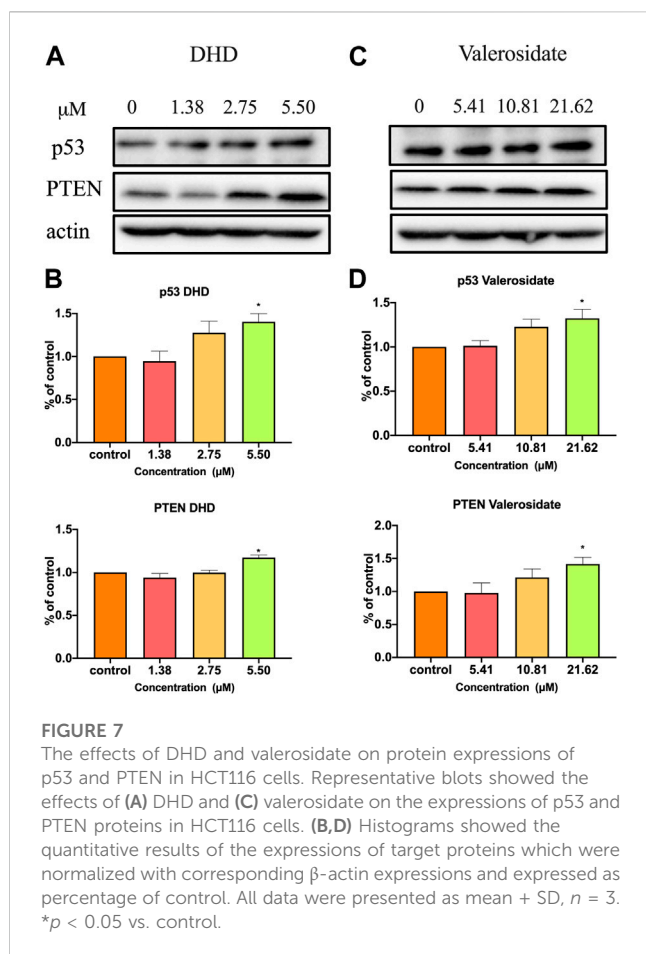 A DHD
μM 0 1.38 2.75 5.50
p53
PTEN
actin
C Valerosidate
0 5.41 10.81 21.62
B
p53 DHD
*
% of control
1.5
1.0
0.5
0.0
control 1.38 2.75 5.50
Concentration (μM)
PTEN DHD
*
% of control
1.5
1.0
0.5
0.0
control 1.38 2.75 5.50
Concentration (μM)
D
p53 Valerosidate
*
% of control
1.5
1.0
0.5
0.0
control 5.41 10.81 21.62
Concentration (μM)
PTEN Valerosidate
*
% of control
2.0
1.5
1.0
0.5
0.0
control 5.41 10.81 21.62
Concentration (μM)
FIGURE 7
The effects of DHD and valerosidate on protein expressions of
p53 and PTEN in HCT116 cells. Representative blots showed the
effects of (A) DHD and (C) valerosidate on the expressions of p53 and
PTEN proteins in HCT116 cells. (B,D) Histograms showed the
quantitative results of the expressions of target proteins which were
normalized with corresponding β-actin expressions and expressed as
percentage of control. All data were presented as mean + SD, n = 3.
*p < 0.05 vs. control.